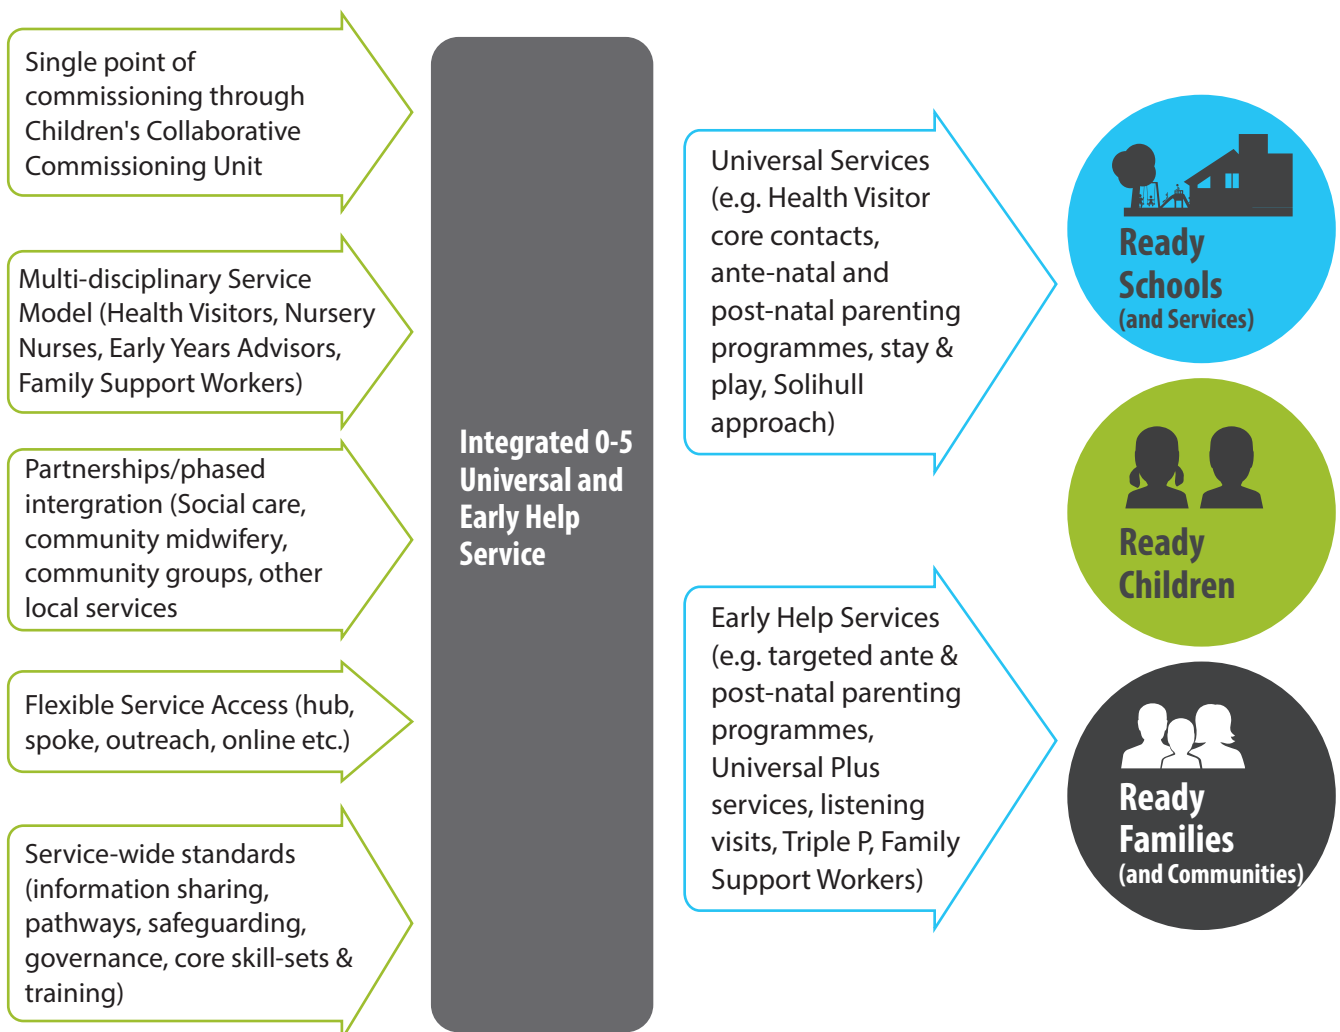 Single point of
commissioning through
Children's Collaborative
Commissioning Unit
Multi-disciplinary Service
Model (Health Visitors, Nursery
Nurses, Early Years Advisors,
Family Support Workers)
Partnerships/phased
intergration (Social care,
community midwifery,
community groups, other
local services
Flexible Service Access (hub,
spoke, outreach, online etc.)
Service-wide standards
(information sharing,
pathways, safeguarding,
governance, core skill-sets &
training)
Integrated 0-5
Universal and
Early Help
Service
Universal Services
(e.g. Health Visitor
core contacts,
ante-natal and
post-natal parenting
programmes, stay &
play, Solihull
approach)
Early Help Services
(e.g. targeted ante &
post-natal parenting
programmes,
Universal Plus
services, listening
visits, Triple P, Family
Support Workers)
Ready
Schools
(and Services)
Ready
Children
Ready
Families
(and Communities)